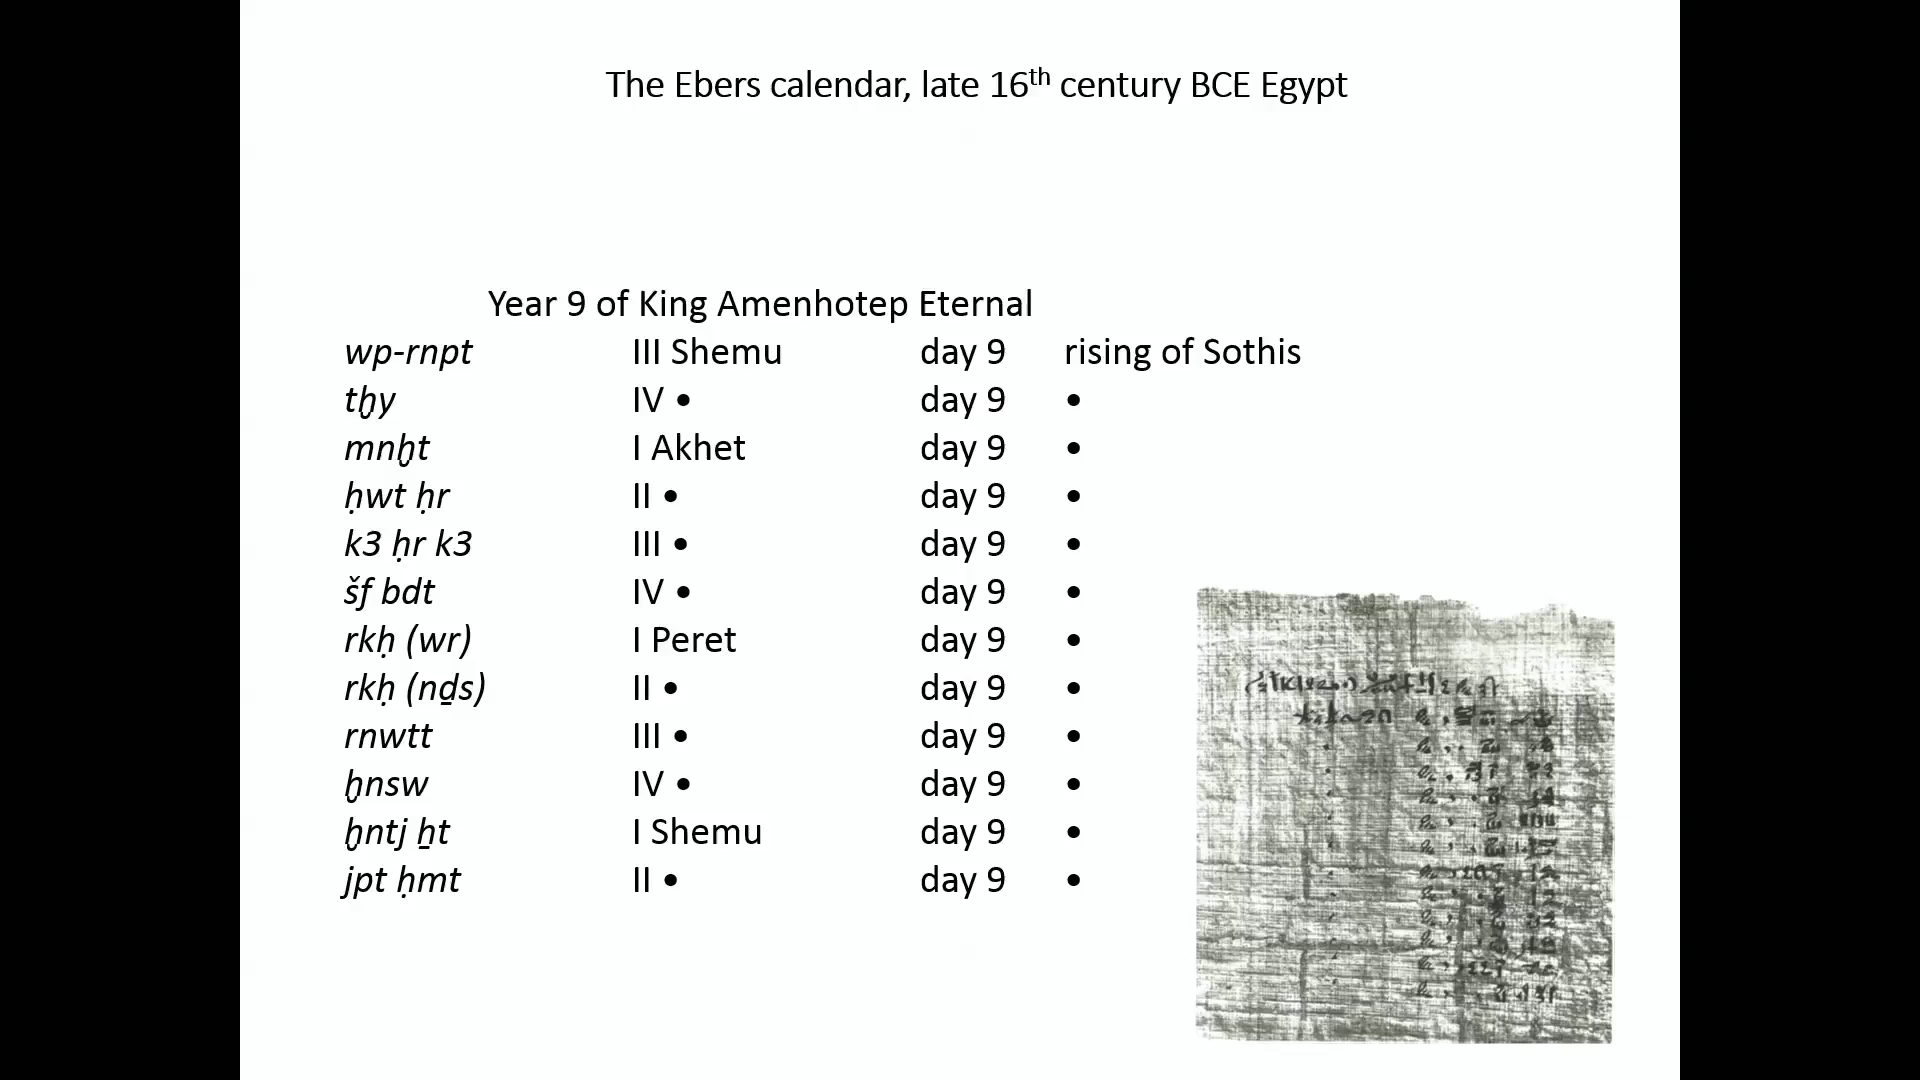 The Ebers calendar, late 16th century BCE Egypt
Year 9 of King Amenhotep Eternal
wp-rnpt III Shemu day 9 rising of Sothis
tḫy IV • day 9 •
mnḫt I Akhet day 9 •
ḥwt ḥr II • day 9 •
k3 ḥr k3 III • day 9 •
šf bdt IV • day 9 •
rkḥ (wr) I Peret day 9 •
rkḥ (nḏs) II • day 9 •
rnwtt III • day 9 •
ḫnsw IV • day 9 •
ḫntj ẖt I Shemu day 9 •
jpt ḥmt II • day 9 •